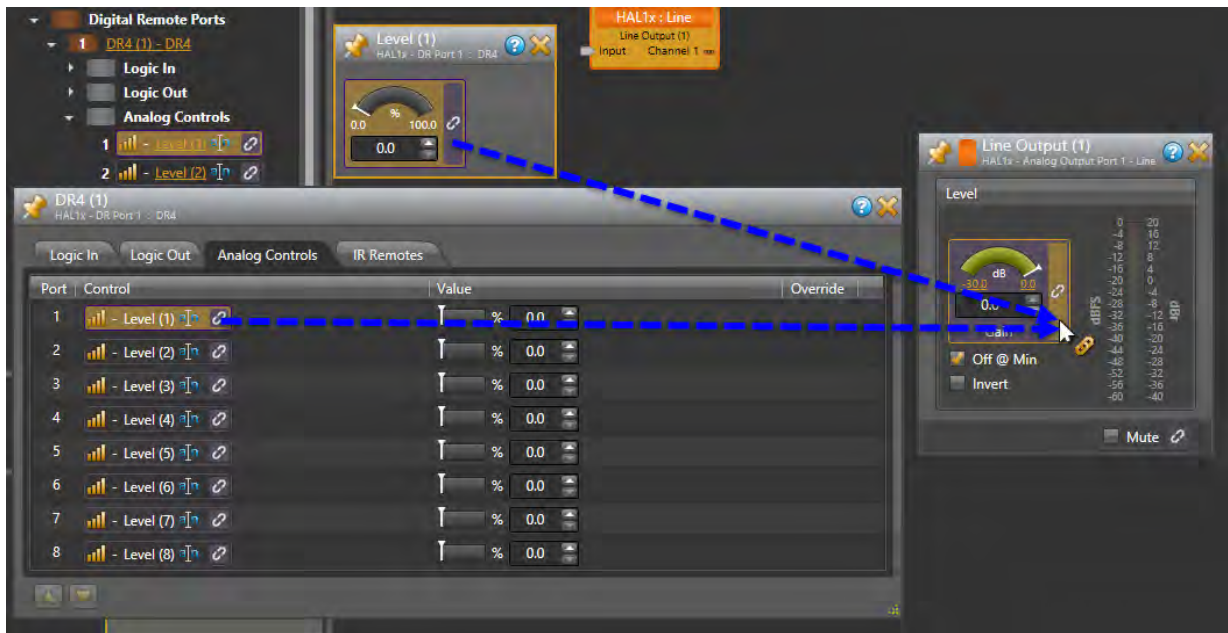 Digital Remote Ports
1 DR4 (1) - DR4
Logic In
Logic Out
Analog Controls
1 - Level (1)
2 - Level (2)
Level (1)
HAL1x - DR Port 1 :: DR4
%
0.0 100.0
0.0
HAL1x : Line
Line Output (1)
Input Channel 1
DR4 (1)
HAL1x - DR Port 1 :: DR4
Logic In Logic Out Analog Controls IR Remotes
Port Control Value Override
1 - Level (1) % 0.0
2 - Level (2) % 0.0
3 - Level (3) % 0.0
4 - Level (4) % 0.0
5 - Level (5) % 0.0
6 - Level (6) % 0.0
7 - Level (7) % 0.0
8 - Level (8) % 0.0
Line Output (1)
HAL1x - Analog Output Port 1 - Line
Level
dB
-30.0 0.0
0.0
Gain
Off @ Min
Invert
dBFS
0 20
-4 16
-8 12
-12 8
-16 4
-20 0
-24 -4
-28 -8
-32 -12
-36 -16
-40 -20
-44 -24
-48 -28
-52 -32
-56 -36
-60 -40
dBr
Mute